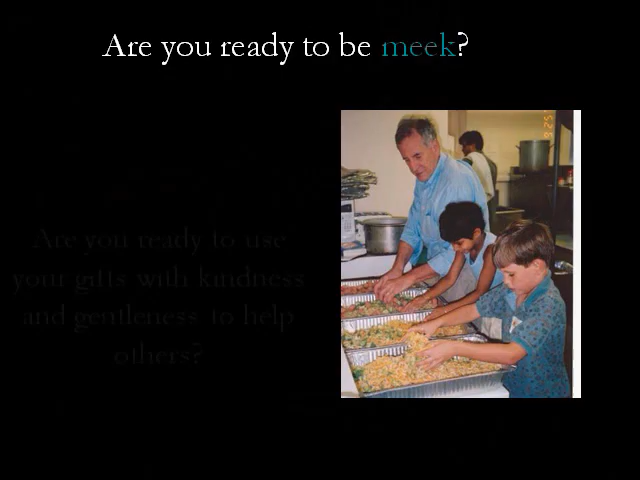 Are you ready to be meek?
Are you ready to use
your gifts with kindness
and gentleness to help
others?